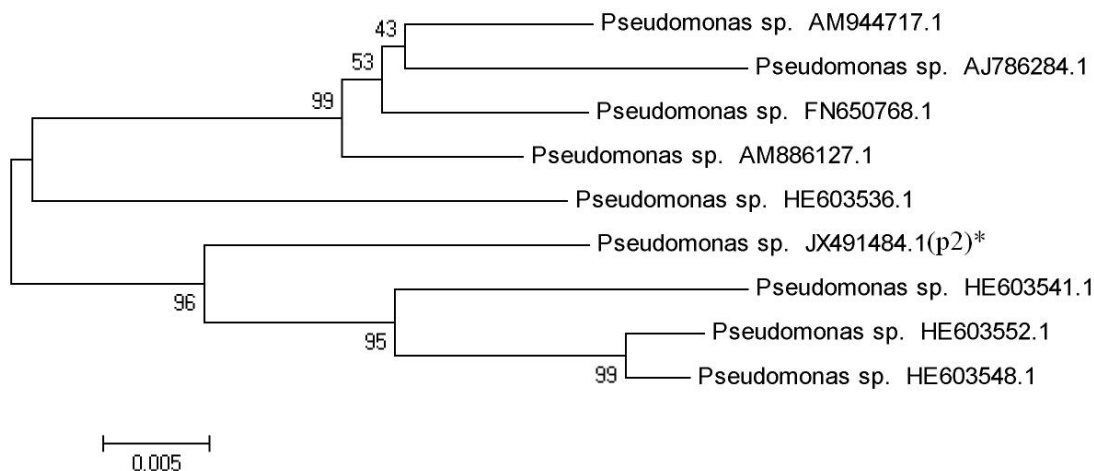 43
Pseudomonas sp. AM944717.1
53
Pseudomonas sp. AJ786284.1
99
Pseudomonas sp. FN650768.1
Pseudomonas sp. AM886127.1
Pseudomonas sp. HE603536.1
Pseudomonas sp. JX491484.1(p2)*
96
Pseudomonas sp. HE603541.1
95
Pseudomonas sp. HE603552.1
99
Pseudomonas sp. HE603548.1
0.005